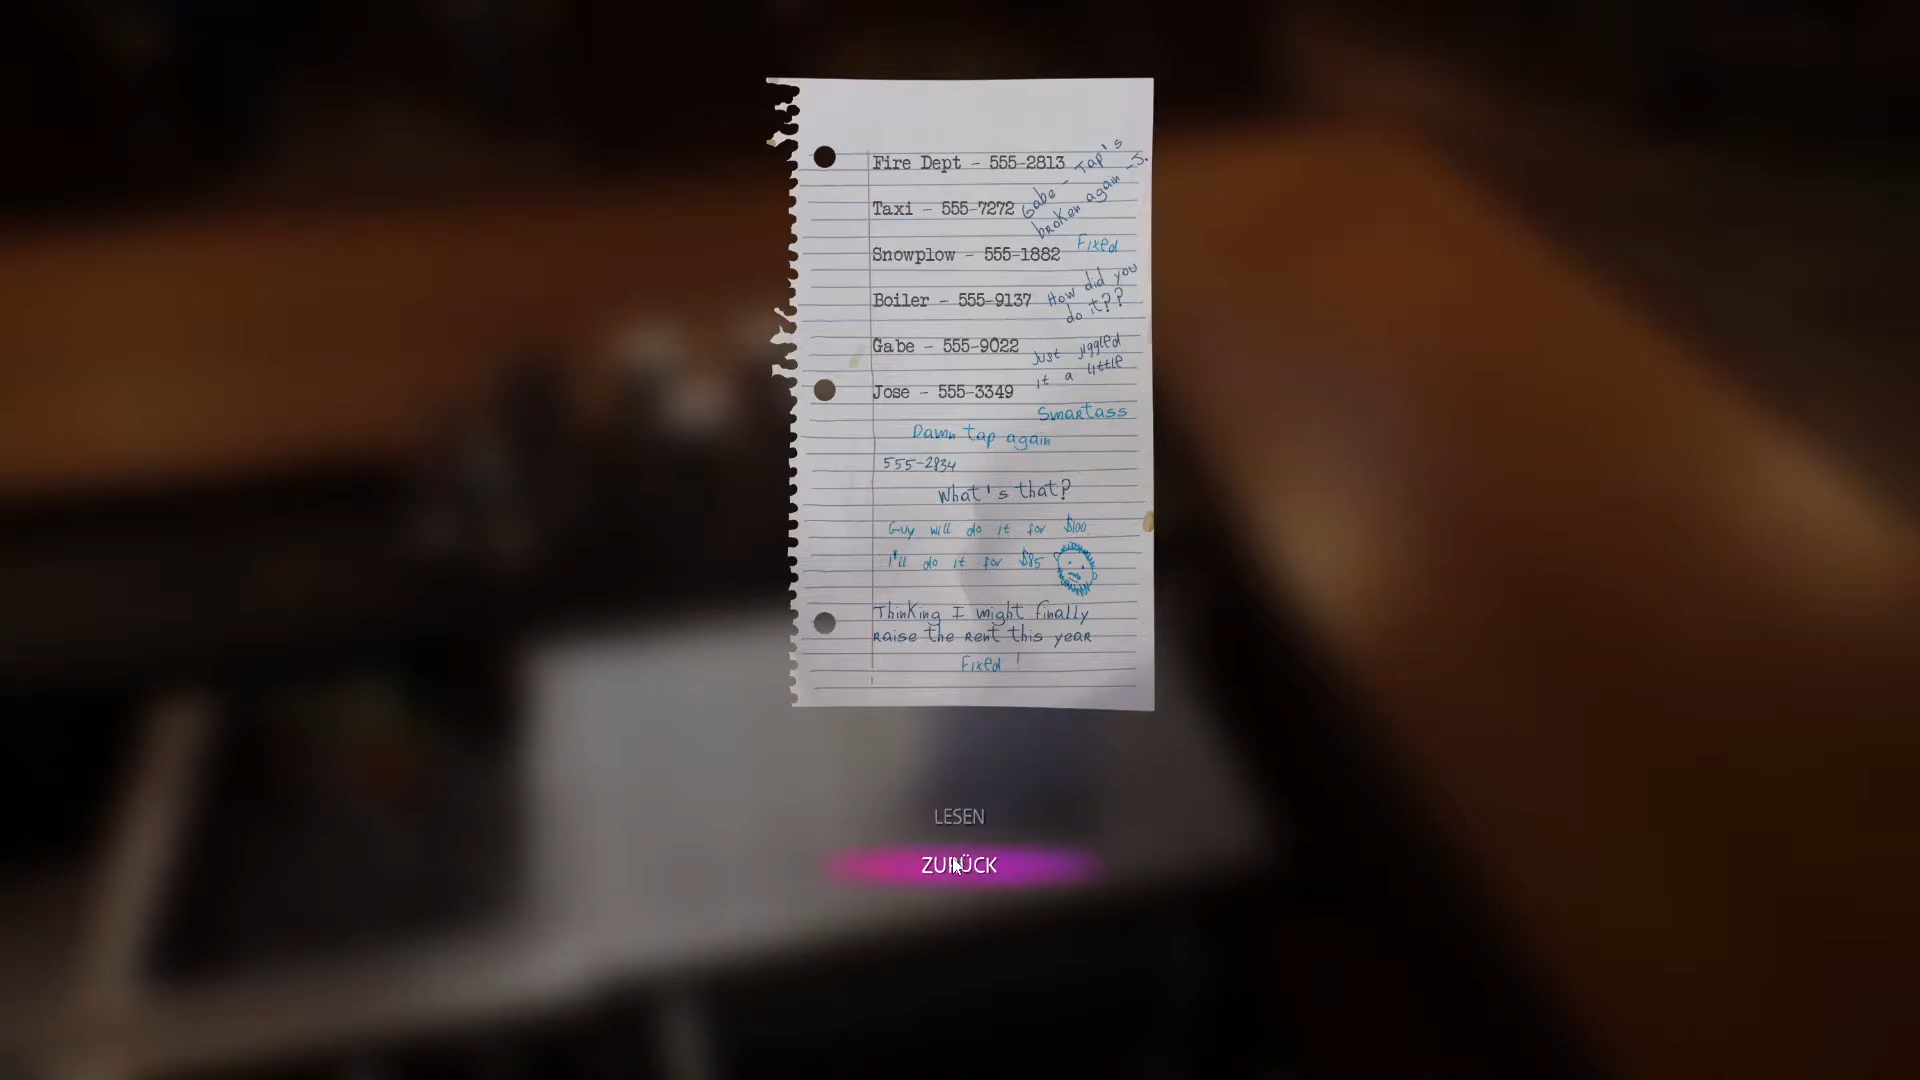 Fire Dept - 555-2813
Gabe - Tap's
broken again -J.
Taxi - 555-7272
Fixed
Snowplow - 555-1882
How did you
do it??
Boiler - 555-9137
Gabe - 555-9022
Just jiggled
it a little
Jose - 555-3349
Smartass
Damn tap again
555-2834
What's that?
Guy will do it for $100
I'll do it for $85
Thinking I might finally
raise the rent this year
Fixed !
LESEN
ZURÜCK